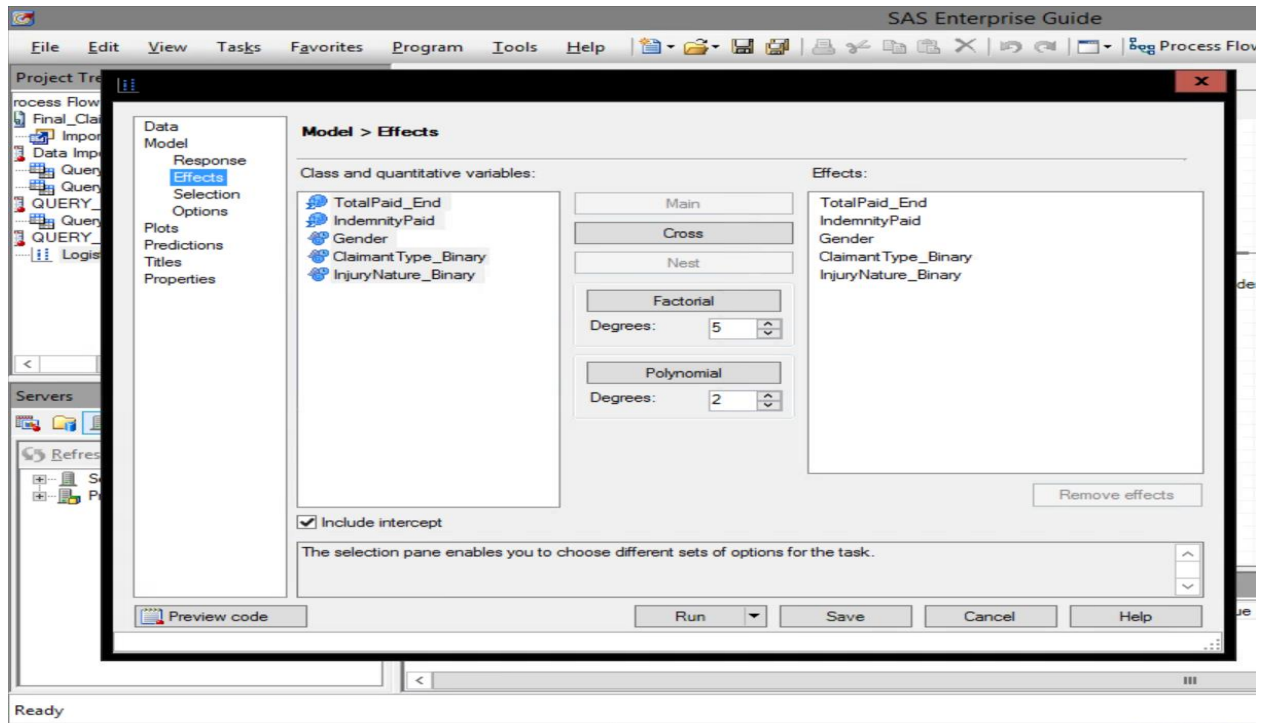 SAS Enterprise Guide
File Edit View Tasks Favorites Program Tools Help Process Flow
Project Tre
rocess Flow
Final_Clai
Impor
Data Impo
Query
Query
QUERY_
Query
QUERY_
Logis
Data
Model
Response
Effects
Selection
Options
Plots
Predictions
Titles
Properties
Model > Effects
Class and quantitative variables:
TotalPaid_End
IndemnityPaid
Gender
ClaimantType_Binary
InjuryNature_Binary
Main
Cross
Nest
Factorial
Degrees: 5
Polynomial
Degrees: 2
Effects:
TotalPaid_End
IndemnityPaid
Gender
ClaimantType_Binary
InjuryNature_Binary
Remove effects
Include intercept
The selection pane enables you to choose different sets of options for the task.
Preview code Run Save Cancel Help
Servers
Refres
Ready